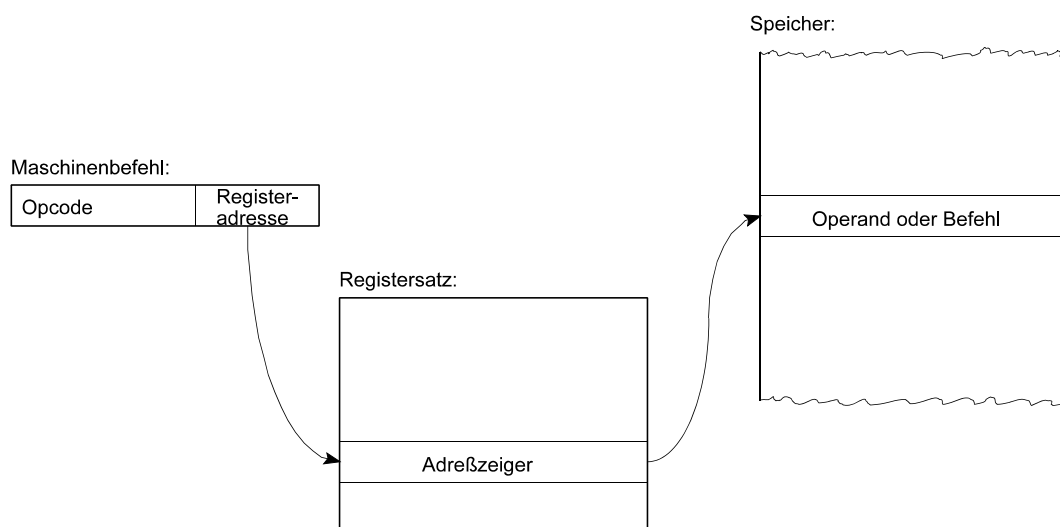 Speicher:
Maschinenbefehl:
Opcode
Register-
adresse
Operand oder Befehl
Registersatz:
Adreßzeiger